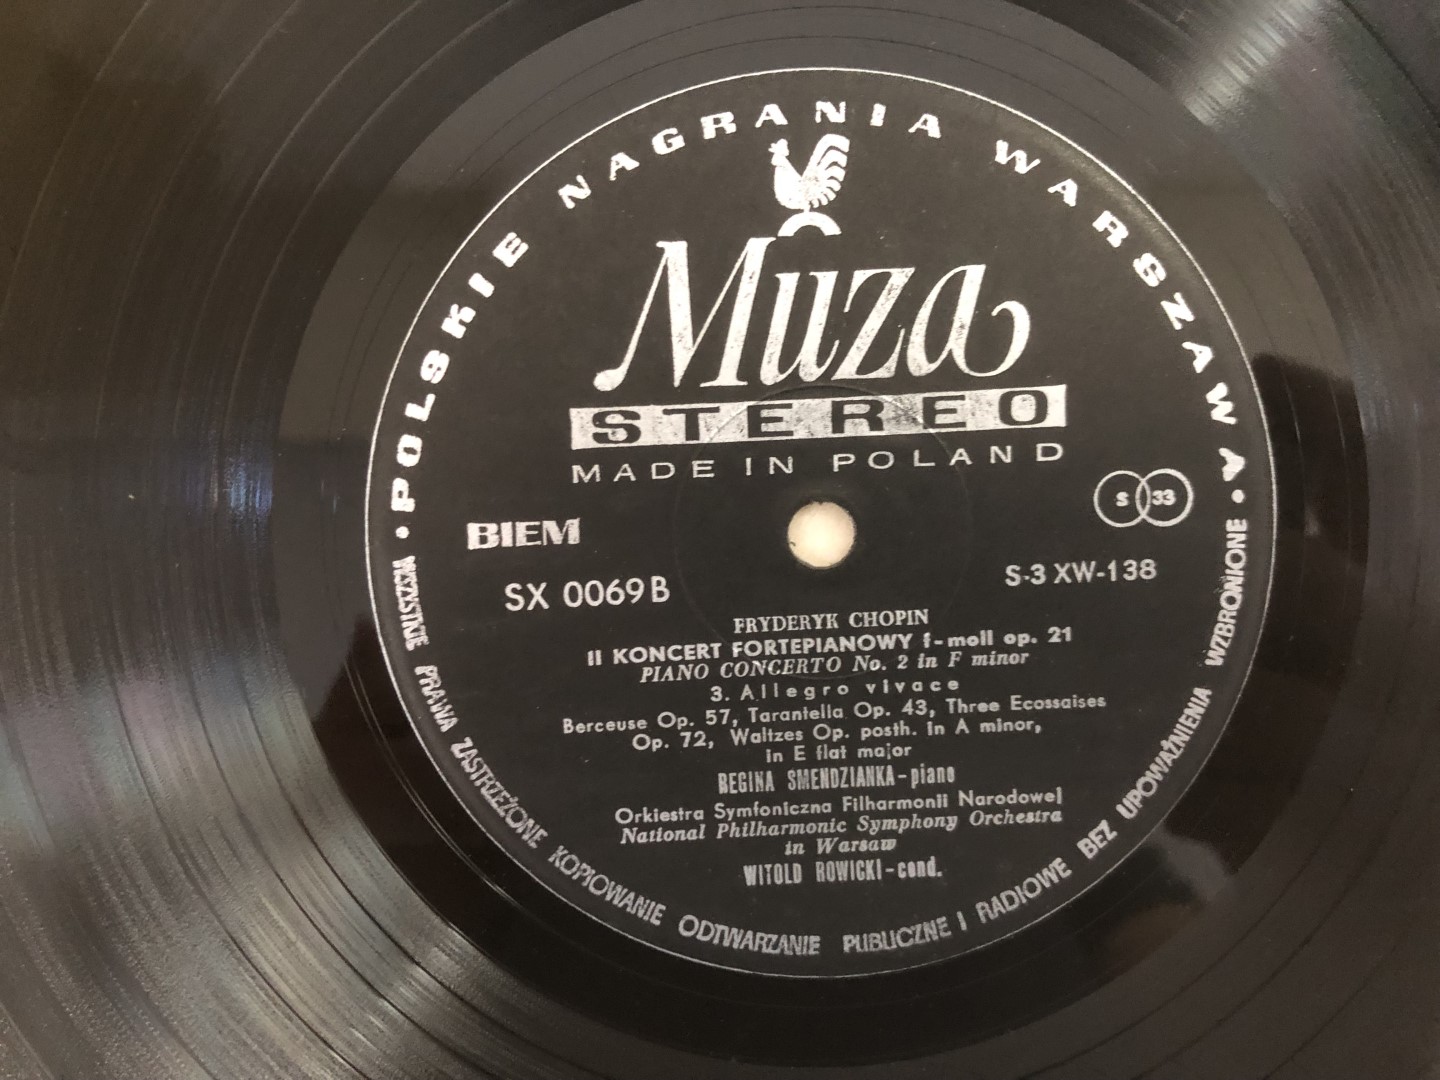 • POLSKIE NAGRANIA WARSZAWA •
Muza
STEREO
MADE IN POLAND
S 33
BIEM
SX 0069 B
S-3 XW-138
FRYDERYK CHOPIN
II KONCERT FORTEPIANOWY f-moll op. 21
PIANO CONCERTO No. 2 in F minor
3. Allegro vivace
Berceuse Op. 57, Tarantella Op. 43, Three Ecossaises
Op. 72, Waltzes Op. posth. in A minor,
in E flat major
REGINA SMENDZIANKA - piano
Orkiestra Symfoniczna Filharmonii Narodowej
National Philharmonic Symphony Orchestra
in Warsaw
WITOLD ROWICKI - cond.
WSZYSTKIE PRAWA ZASTRZEŻONE KOPIOWANIE ODTWARZANIE PUBLICZNE I RADIOWE BEZ UPOWAŻNIENIA WZBRONIONE